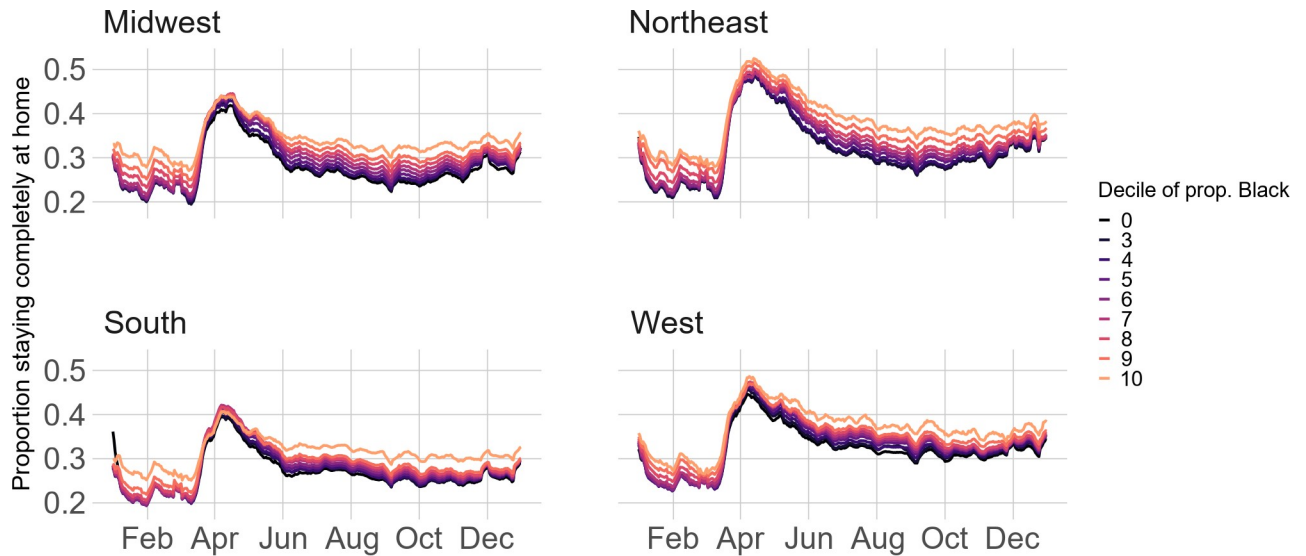 Midwest
Northeast
Proportion staying completely at home
0.5
0.4
0.3
0.2
South
West
0.5
0.4
0.3
0.2
Feb Apr Jun Aug Oct Dec
Feb Apr Jun Aug Oct Dec
Decile of prop. Black
0
3
4
5
6
7
8
9
10